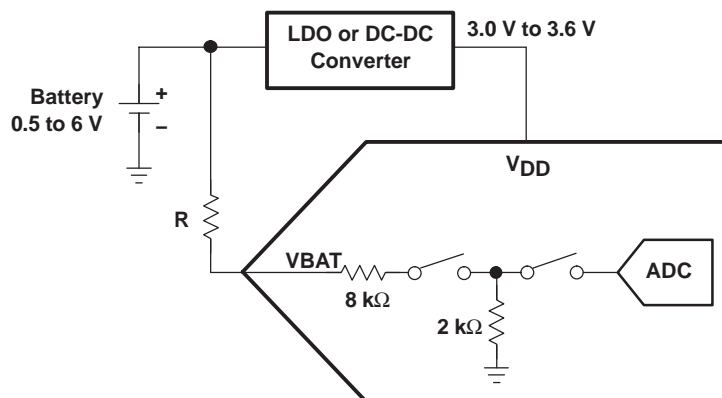 LDO or DC-DC
Converter
3.0 V to 3.6 V
Battery
0.5 to 6 V
+
–
VDD
R
VBAT
8 kΩ
2 kΩ
ADC